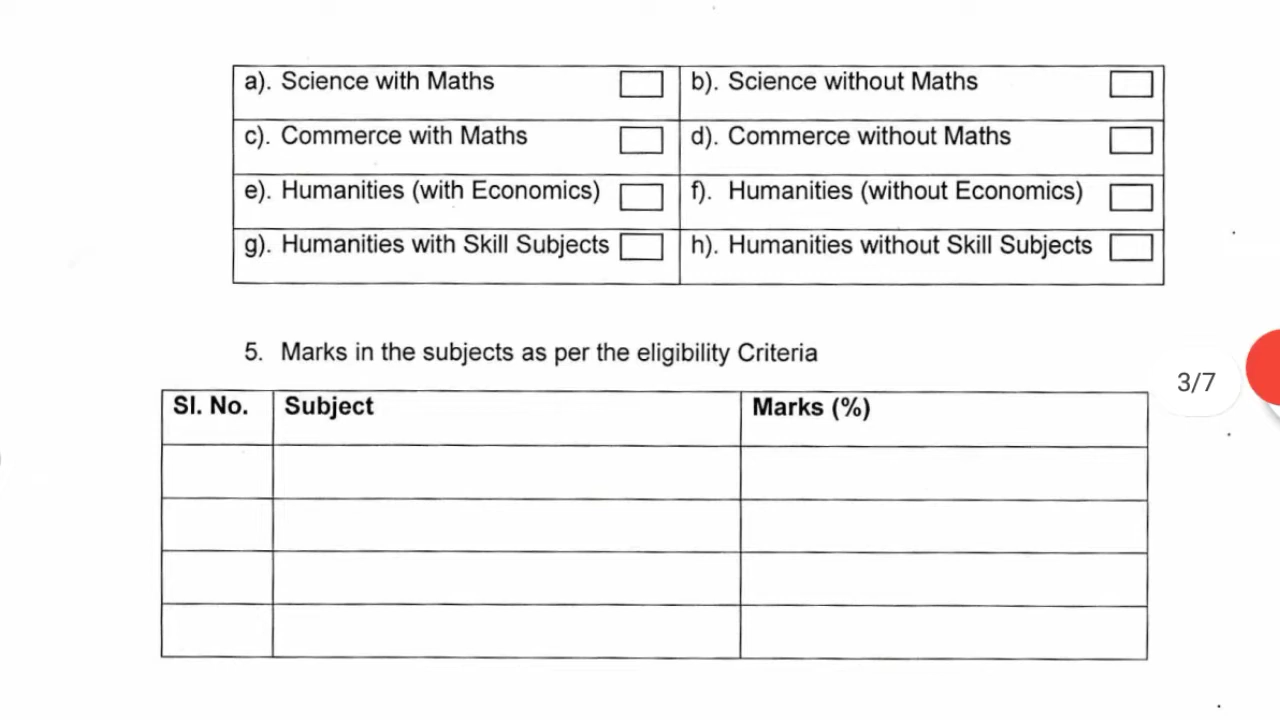 a). Science with Maths b). Science without Maths
c). Commerce with Maths d). Commerce without Maths
e). Humanities (with Economics) f). Humanities (without Economics)
g). Humanities with Skill Subjects h). Humanities without Skill Subjects
5. Marks in the subjects as per the eligibility Criteria
3/7
Sl. No. Subject Marks (%)